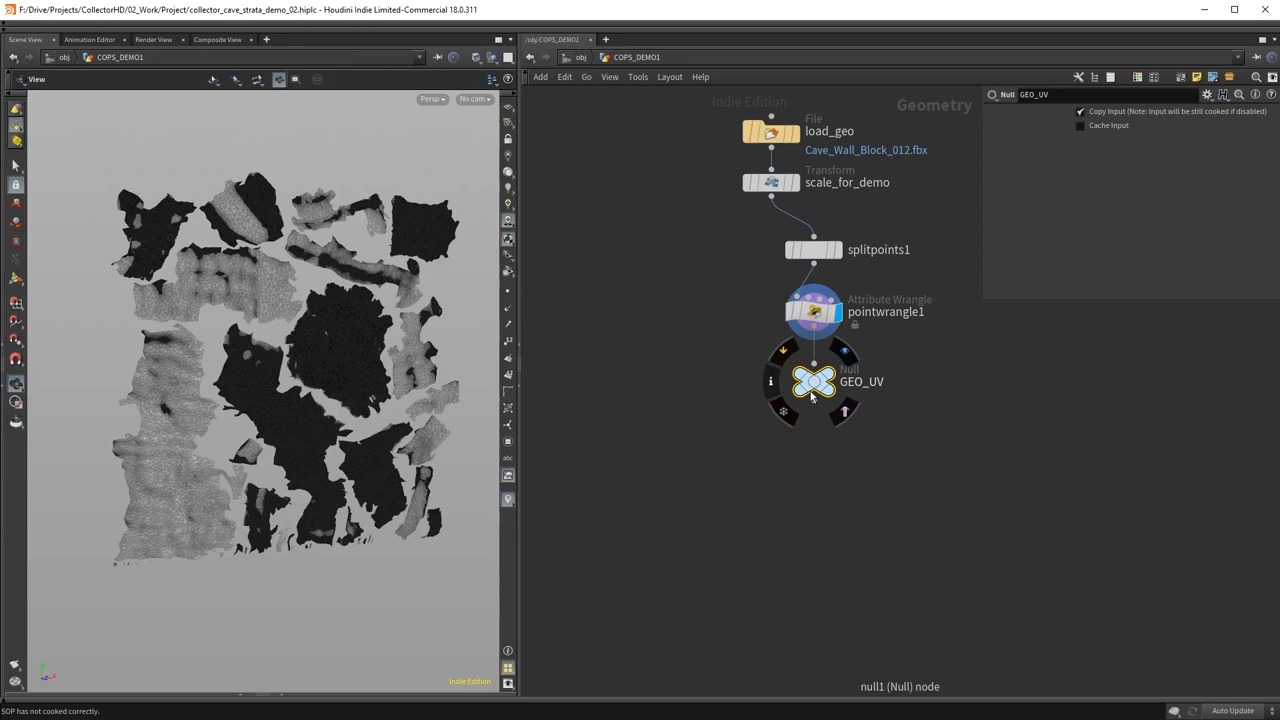 F:/Drive/Projects/CollectorHD/02_Work/Project/collector_cave_strata_demo_02.hiplc - Houdini Indie Limited-Commercial 18.0.311
Scene View
Animation Editor
Render View
Composite View
/obj/COPS_DEMO1
obj
COPS_DEMO1
obj
COPS_DEMO1
View
Add
Edit
Go
View
Tools
Layout
Help
Persp
No cam
Indie Edition
Geometry
Null
GEO_UV
Copy Input (Note: Input will be still cooked if disabled)
Cache Input
File
load_geo
Cave_Wall_Block_012.fbx
Transform
scale_for_demo
splitpoints1
Attribute Wrangle
pointwrangle1
Null
GEO_UV
abc
Indie Edition
null1 (Null) node
SOP has not cooked correctly.
Auto Update